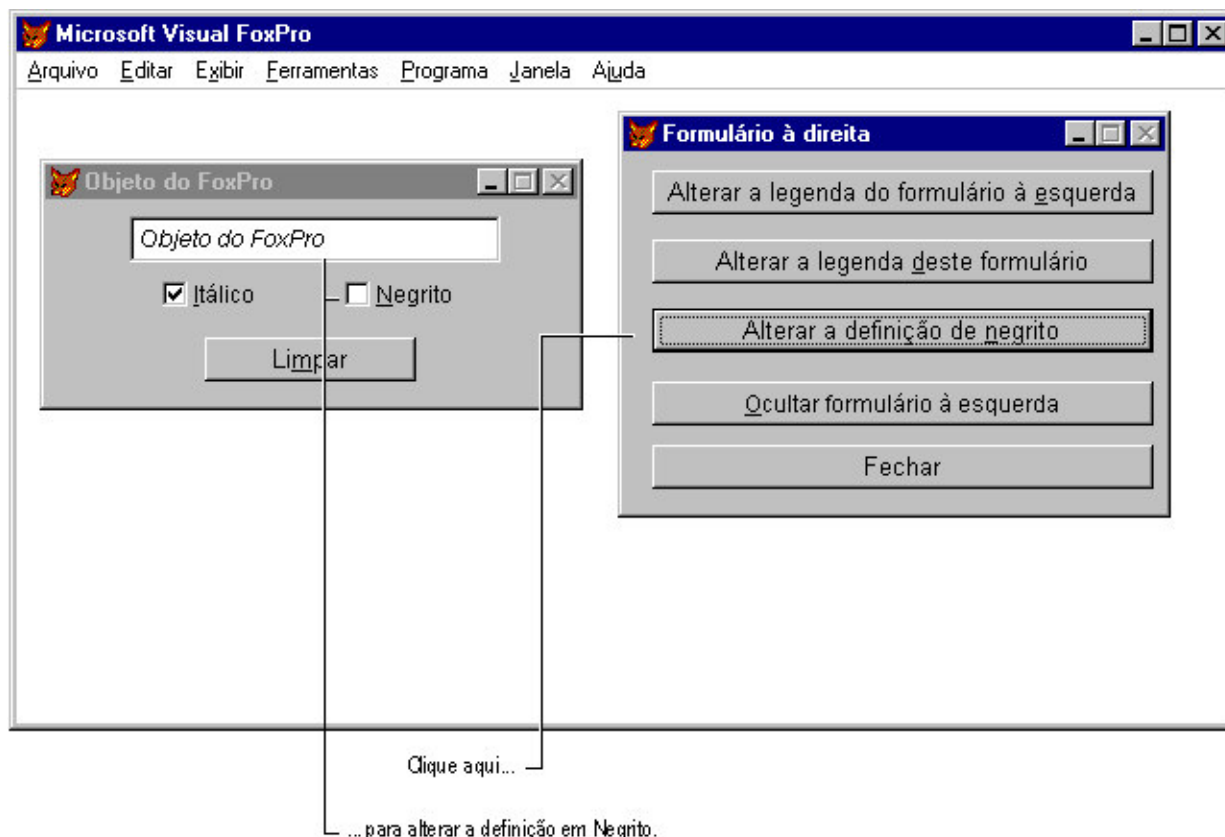 Microsoft Visual FoxPro
Arquivo Editar Exibir Ferramentas Programa Janela Ajuda
Objeto do FoxPro
Objeto do FoxPro
Itálico
Negrito
Limpar
Formulário à direita
Alterar a legenda do formulário à esquerda
Alterar a legenda deste formulário
Alterar a definição de negrito
Ocultar formulário à esquerda
Fechar
Clique aqui...
... para alterar a definição em Negrito.